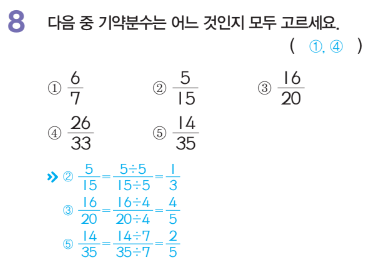 8 다음 중 기약분수는 어느 것인지 모두 고르세요.
( ①, ④ )
① 6/7 ② 5/15 ③ 16/20
④ 26/33 ⑤ 14/35
» ② 5/15 = 5÷5/15÷5 = 1/3
③ 16/20 = 16÷4/20÷4 = 4/5
⑤ 14/35 = 14÷7/35÷7 = 2/5